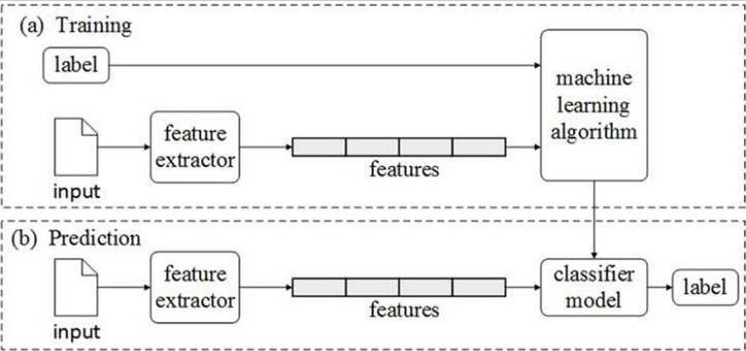 (a) Training
label
machine
learning
algorithm
feature
extractor
features
input
(b) Prediction
feature
extractor
features
classifier
model
label
input